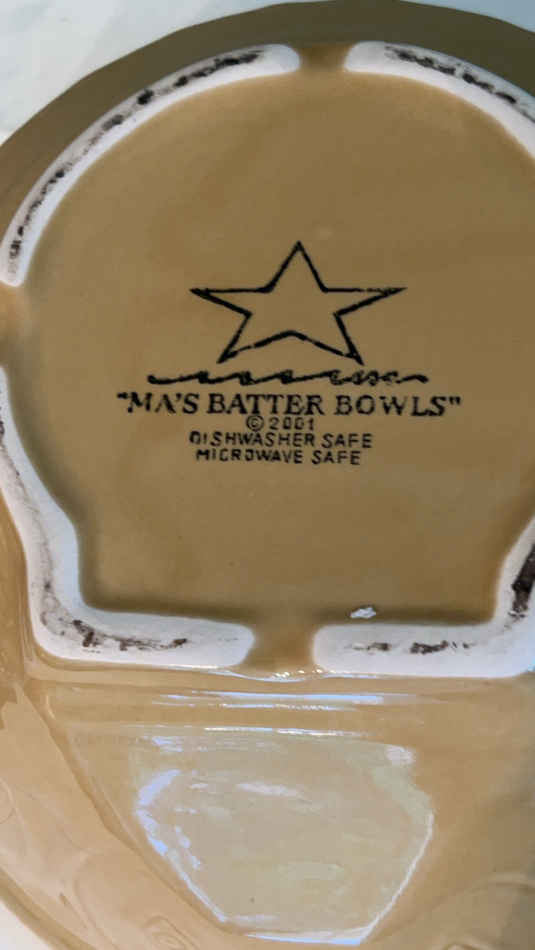 "MA'S BATTER BOWLS"
© 2001
DISHWASHER SAFE
MICROWAVE SAFE